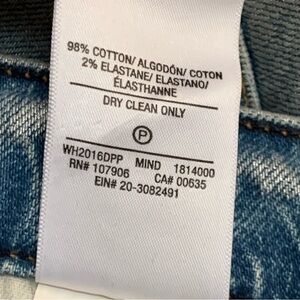 98% COTTON/ ALGODÓN/ COTON
2% ELASTANE/ ELASTANO/
ÉLASTHANNE
DRY CLEAN ONLY
P
WH2016DPP MIND 1814000
RN# 107906 CA# 00635
EIN# 20-3082491